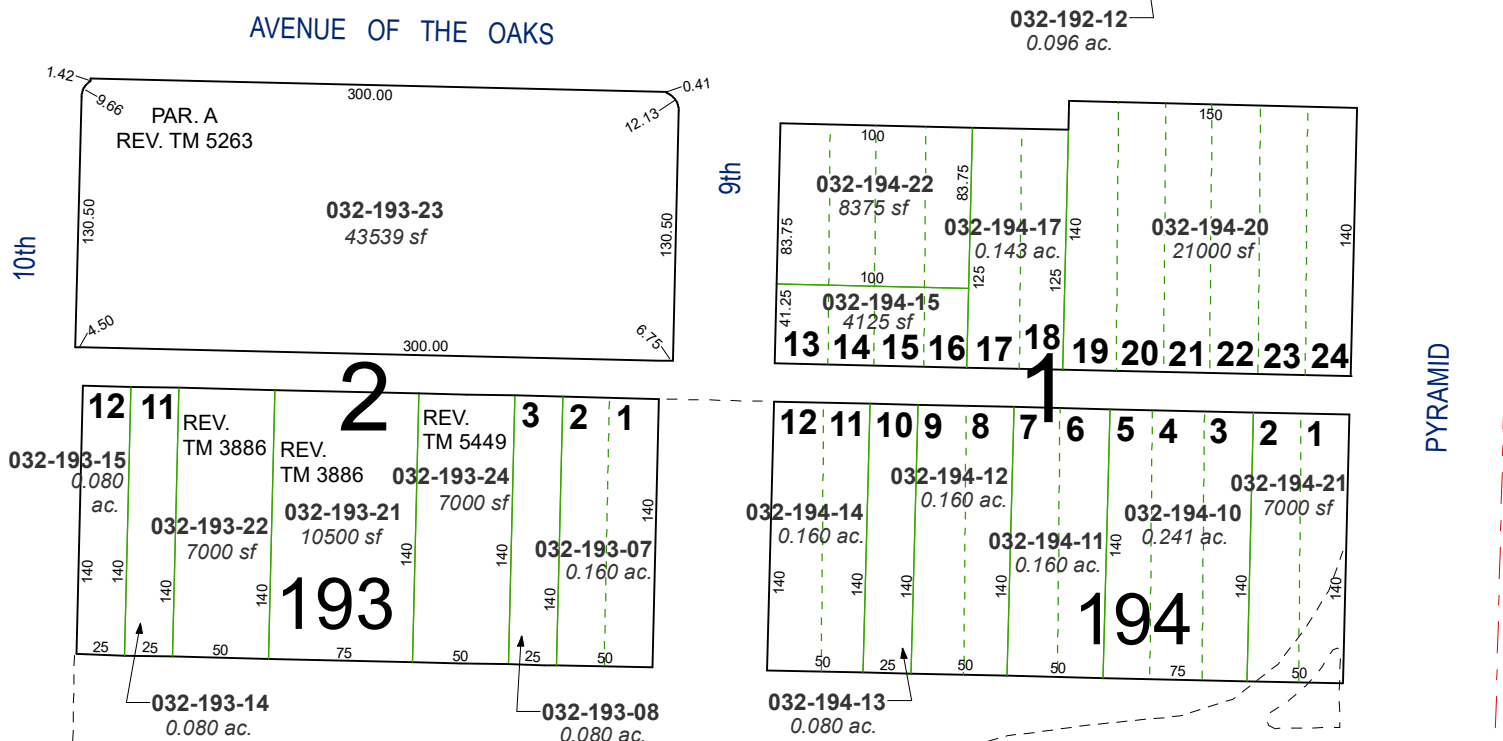 AVENUE OF THE OAKS
032-192-12
0.096 ac.
1.42
9.66
300.00
0.41
12.13
PAR. A
REV. TM 5263
032-193-23
43539 sf
130.50
130.50
4.50
6.75
300.00
10th
9th
PYRAMID
100
83.75
83.75
032-194-22
8375 sf
100
41.25
032-194-15
4125 sf
032-194-17
0.143 ac.
125
125
150
140
140
032-194-20
21000 sf
13 14 15 16 17 18 19 20 21 22 23 24
2
1
12 11
REV.
TM 3886
REV.
TM 3886
REV.
TM 5449
3 2 1
032-193-15
0.080
ac.
032-193-22
7000 sf
032-193-21
10500 sf
032-193-24
7000 sf
032-193-07
0.160 ac.
140
140
140
140
140
140
140
140
193
25
25
50
75
50
25
50
032-193-14
0.080 ac.
032-193-08
0.080 ac.
12 11 10 9 8 7 6 5 4 3 2 1
032-194-14
0.160 ac.
032-194-12
0.160 ac.
032-194-11
0.160 ac.
032-194-10
0.241 ac.
032-194-21
7000 sf
140
140
140
140
140
140
140
194
50
25
50
50
75
50
032-194-13
0.080 ac.